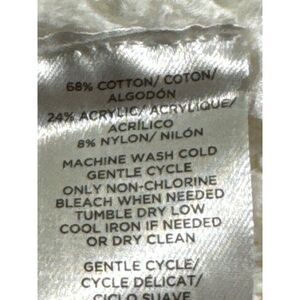 68% COTTON/ COTON/
ALGODÓN
24% ACRYLIC/ ACRYLIQUE/
ACRÍLICO
8% NYLON/ NILÓN
MACHINE WASH COLD
GENTLE CYCLE
ONLY NON-CHLORINE
BLEACH WHEN NEEDED
TUMBLE DRY LOW
COOL IRON IF NEEDED
OR DRY CLEAN
GENTLE CYCLE/
CYCLE DÉLICAT/
CICLO SUAVE